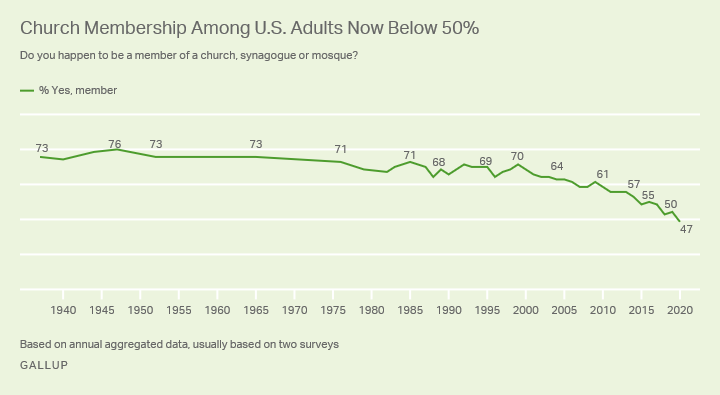 Church Membership Among U.S. Adults Now Below 50%
Do you happen to be a member of a church, synagogue or mosque?
% Yes, member
73 76 73 73 71 71 68 69 70 64 61 57 55 50 47
1940 1945 1950 1955 1960 1965 1970 1975 1980 1985 1990 1995 2000 2005 2010 2015 2020
Based on annual aggregated data, usually based on two surveys
GALLUP